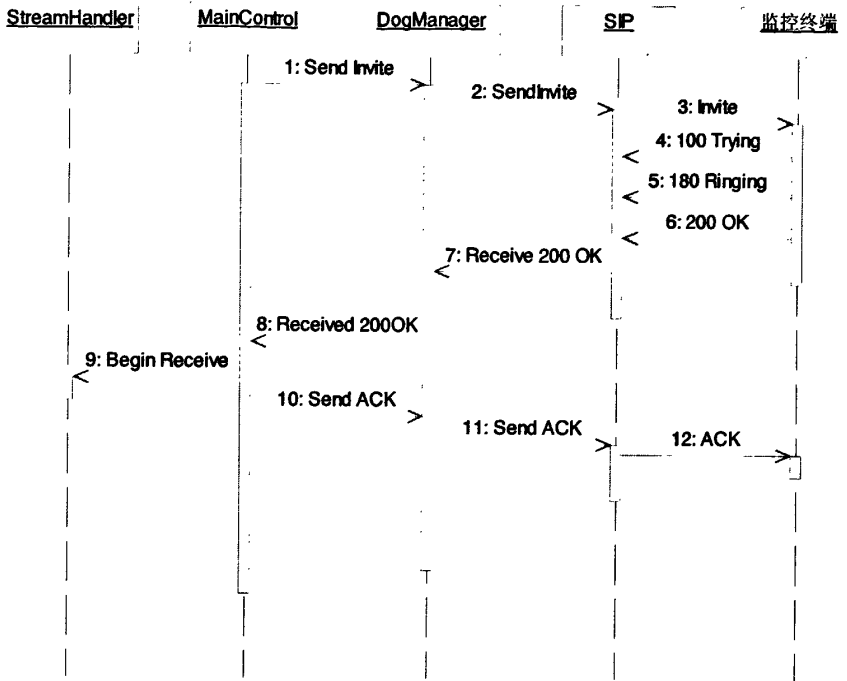 StreamHandler MainControl DogManager SIP 监控终端
1: Send Invite
2: SendInvite
3: Invite
4: 100 Trying
5: 180 Ringing
6: 200 OK
7: Receive 200 OK
8: Received 200OK
9: Begin Receive
10: Send ACK
11: Send ACK
12: ACK